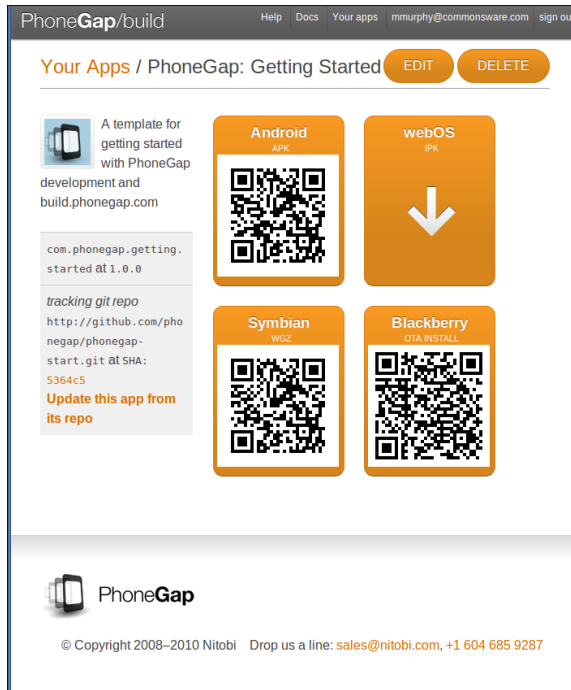 PhoneGap/build
Help Docs Your apps mmurphy@commonsware.com sign ou
Your Apps / PhoneGap: Getting Started
EDIT
DELETE
A template for
getting started
with PhoneGap
development and
build.phonegap.com
com.phonegap.getting.
started at 1.0.0
tracking git repo
http://github.com/pho
negap/phonegap-
start.git at SHA:
5364c5
Update this app from
its repo
Android
APK
webOS
IPK
Symbian
WGZ
Blackberry
OTA INSTALL
PhoneGap
© Copyright 2008–2010 Nitobi Drop us a line: sales@nitobi.com, +1 604 685 9287